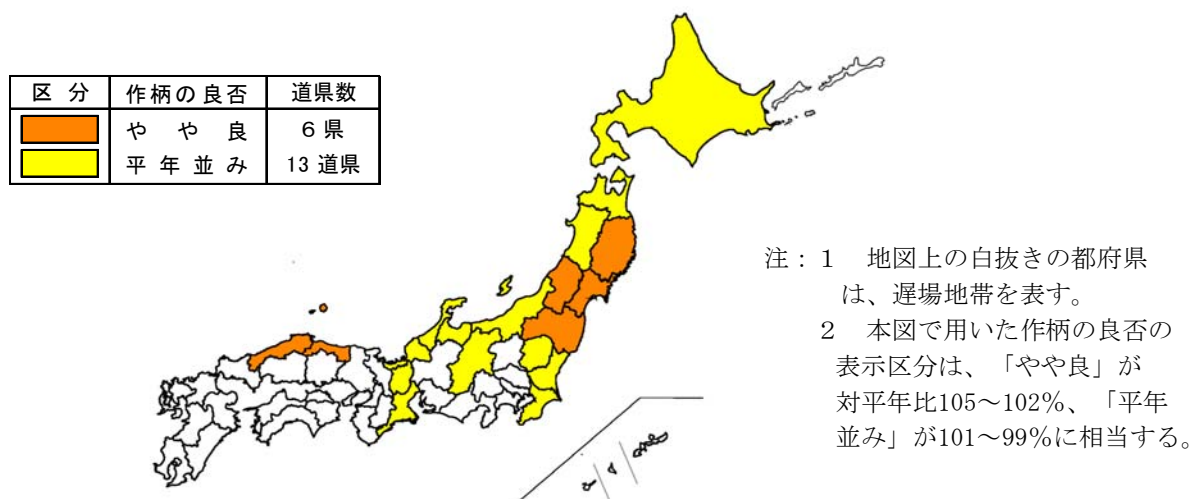 区分 作柄の良否 道県数
やや良 6県
平年並み 13道県
注：1　地図上の白抜きの都府県
は、遅場地帯を表す。
2　本図で用いた作柄の良否の
表示区分は、「やや良」が
対平年比105～102％、「平年
並み」が101～99％に相当する。